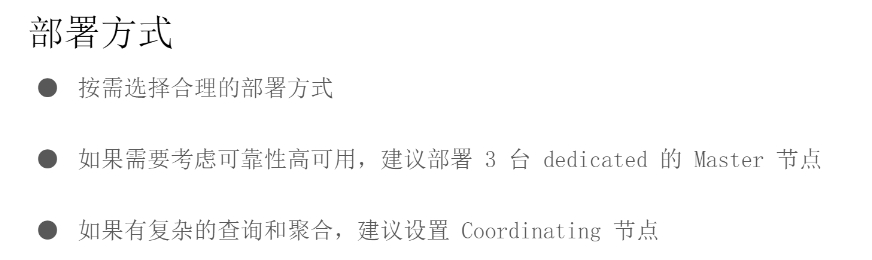 部署方式
● 按需选择合理的部署方式
● 如果需要考虑可靠性高可用，建议部署 3 台 dedicated 的 Master 节点
● 如果有复杂的查询和聚合，建议设置 Coordinating 节点